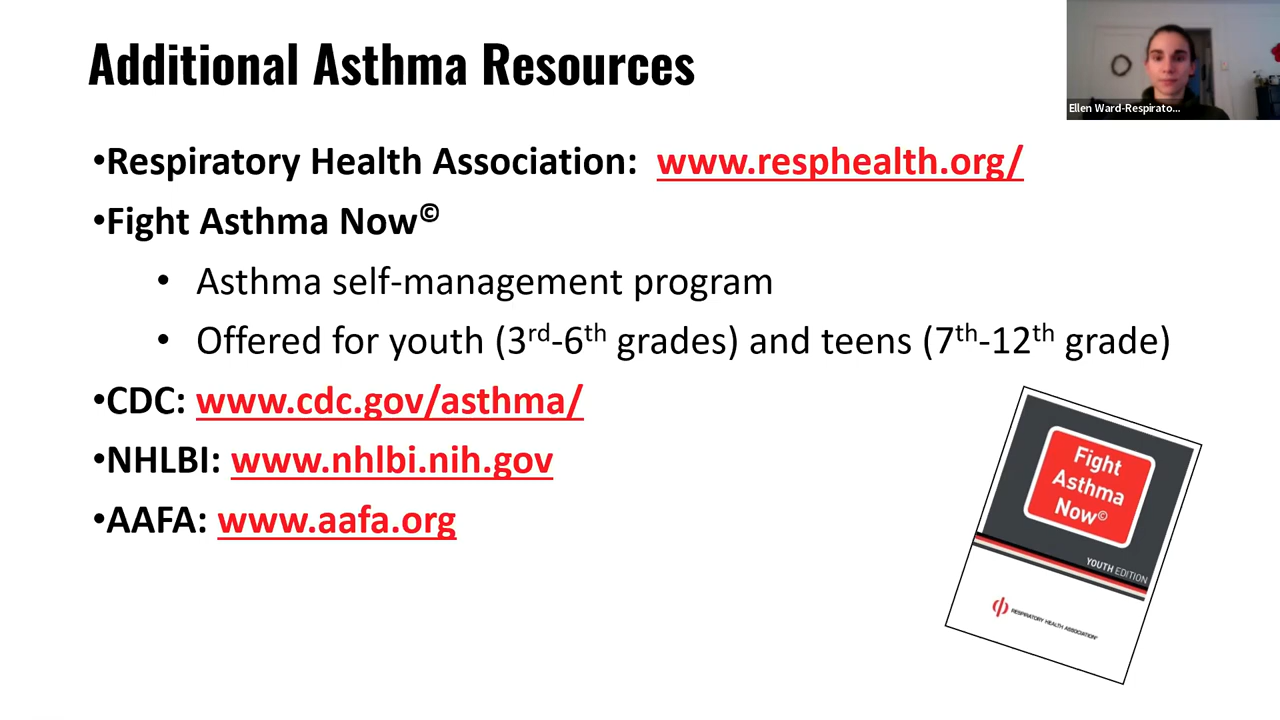 Additional Asthma Resources
Ellen Ward-Respirato...
•Respiratory Health Association: www.resphealth.org/
•Fight Asthma Now©
• Asthma self-management program
• Offered for youth (3rd-6th grades) and teens (7th-12th grade)
•CDC: www.cdc.gov/asthma/
•NHLBI: www.nhlbi.nih.gov
•AAFA: www.aafa.org
Fight
Asthma
Now©
YOUTH EDITION
RESPIRATORY HEALTH ASSOCIATION®